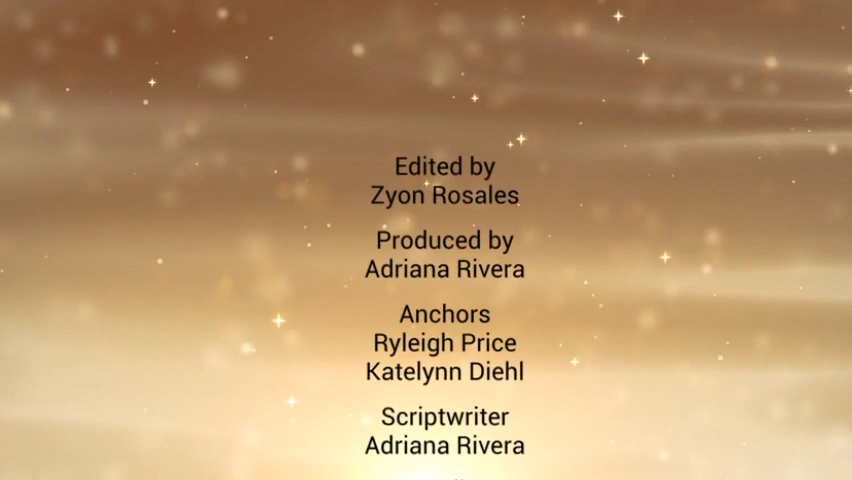 Edited by
Zyon Rosales
Produced by
Adriana Rivera
Anchors
Ryleigh Price
Katelynn Diehl
Scriptwriter
Adriana Rivera